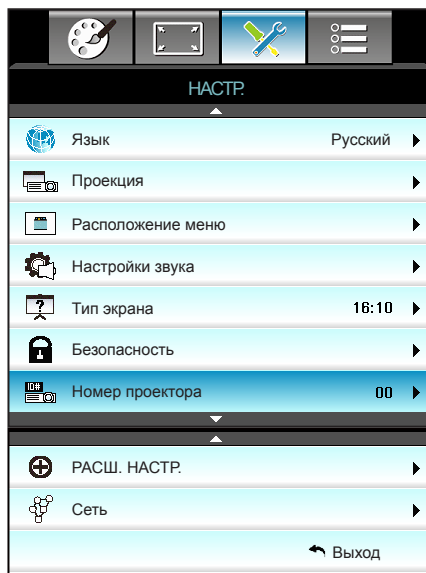 НАСТР.
Язык Русский
Проекция
Расположение меню
Настройки звука
? Тип экрана 16:10
Безопасность
ID# Номер проектора 00
РАСШ. НАСТР.
Сеть
Выход